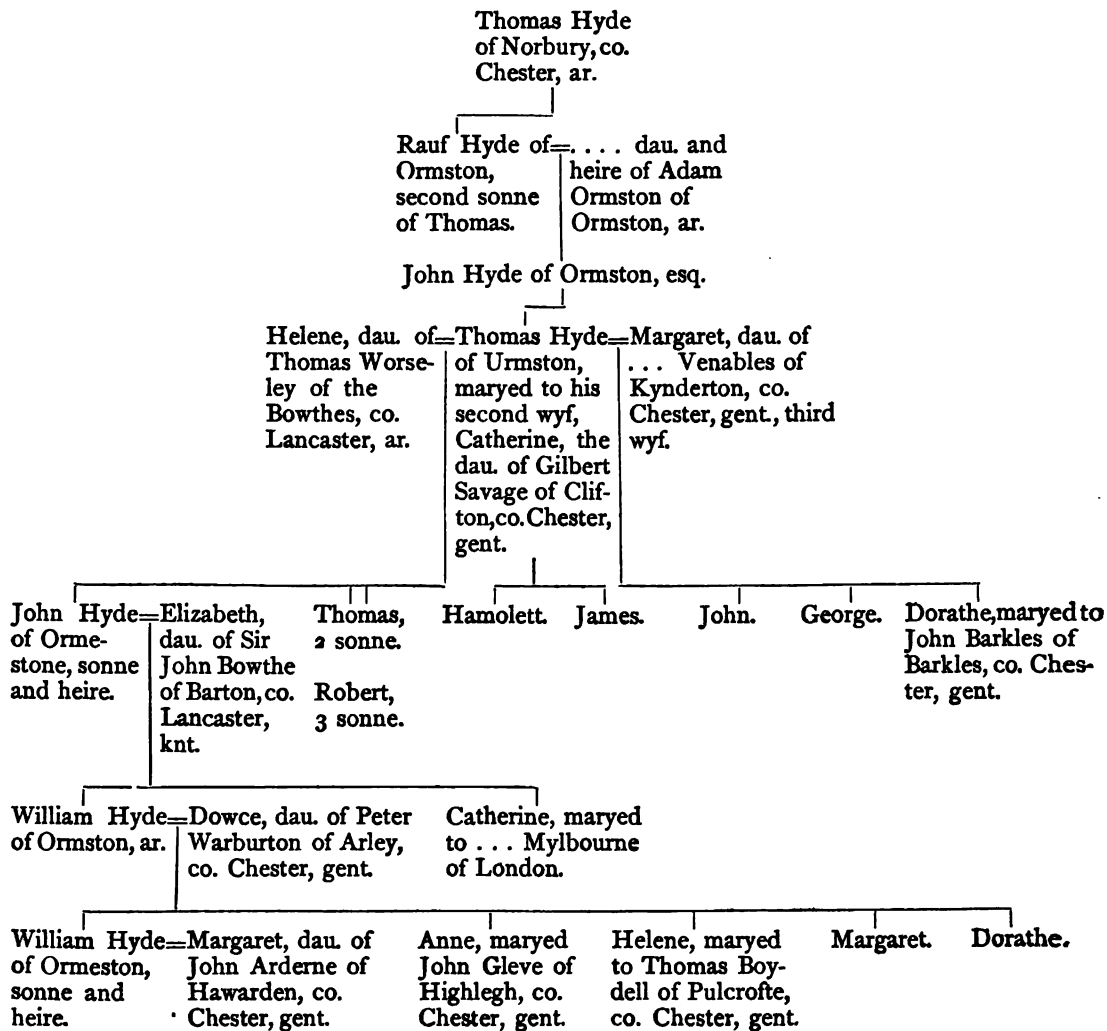 Thomas Hyde
of Norbury, co.
Chester, ar.
Rauf Hyde of=
Ormston,
second sonne
of Thomas.
. . . . dau. and
heire of Adam
Ormston of
Ormston, ar.
John Hyde of Ormston, esq.
Helene, dau. of=
Thomas Worse-
ley of the
Bowthes, co.
Lancaster, ar.
Thomas Hyde=
of Urmston,
maryed to his
second wyf,
Catherine, the
dau. of Gilbert
Savage of Clif-
ton, co. Chester,
gent.
Margaret, dau. of
... Venables of
Kynderton, co.
Chester, gent., third
wyf.
John Hyde=
of Orme-
stone, sonne
and heire.
Elizabeth,
dau. of Sir
John Bowthe
of Barton, co.
Lancaster,
knt.
Thomas,
2 sonne.
Robert,
3 sonne.
Hamolett.
James.
John.
George.
Dorathe, maryed to
John Barkles of
Barkles, co. Ches-
ter, gent.
William Hyde=
of Ormston, ar.
Dowce, dau. of Peter
Warburton of Arley,
co. Chester, gent.
Catherine, maryed
to ... Mylbourne
of London.
William Hyde=
of Ormeston,
sonne and
heire.
Margaret, dau. of
John Arderne of
Hawarden, co.
Chester, gent.
Anne, maryed
John Gleve of
Highlegh, co.
Chester, gent.
Helene, maryed
to Thomas Boy-
dell of Pulcrofte,
co. Chester, gent.
Margaret.
Dorathe.